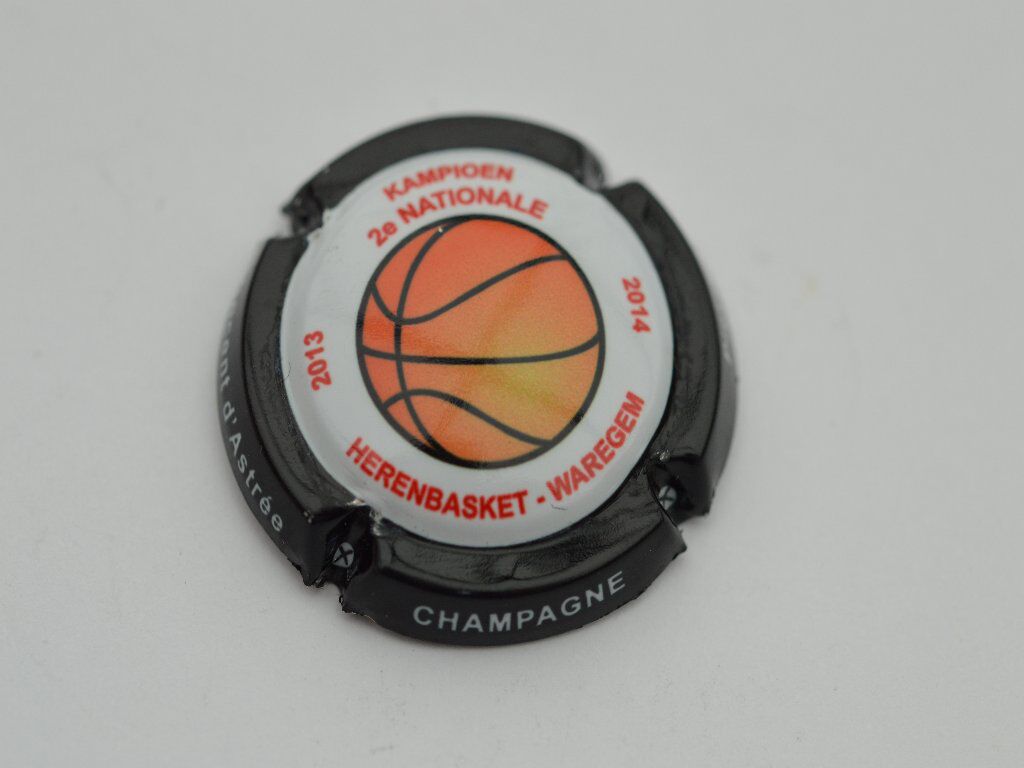 KAMPIOEN
2e NATIONALE
2013
2014
HERENBASKET - WAREGEM
d'Astrée
CHAMPAGNE